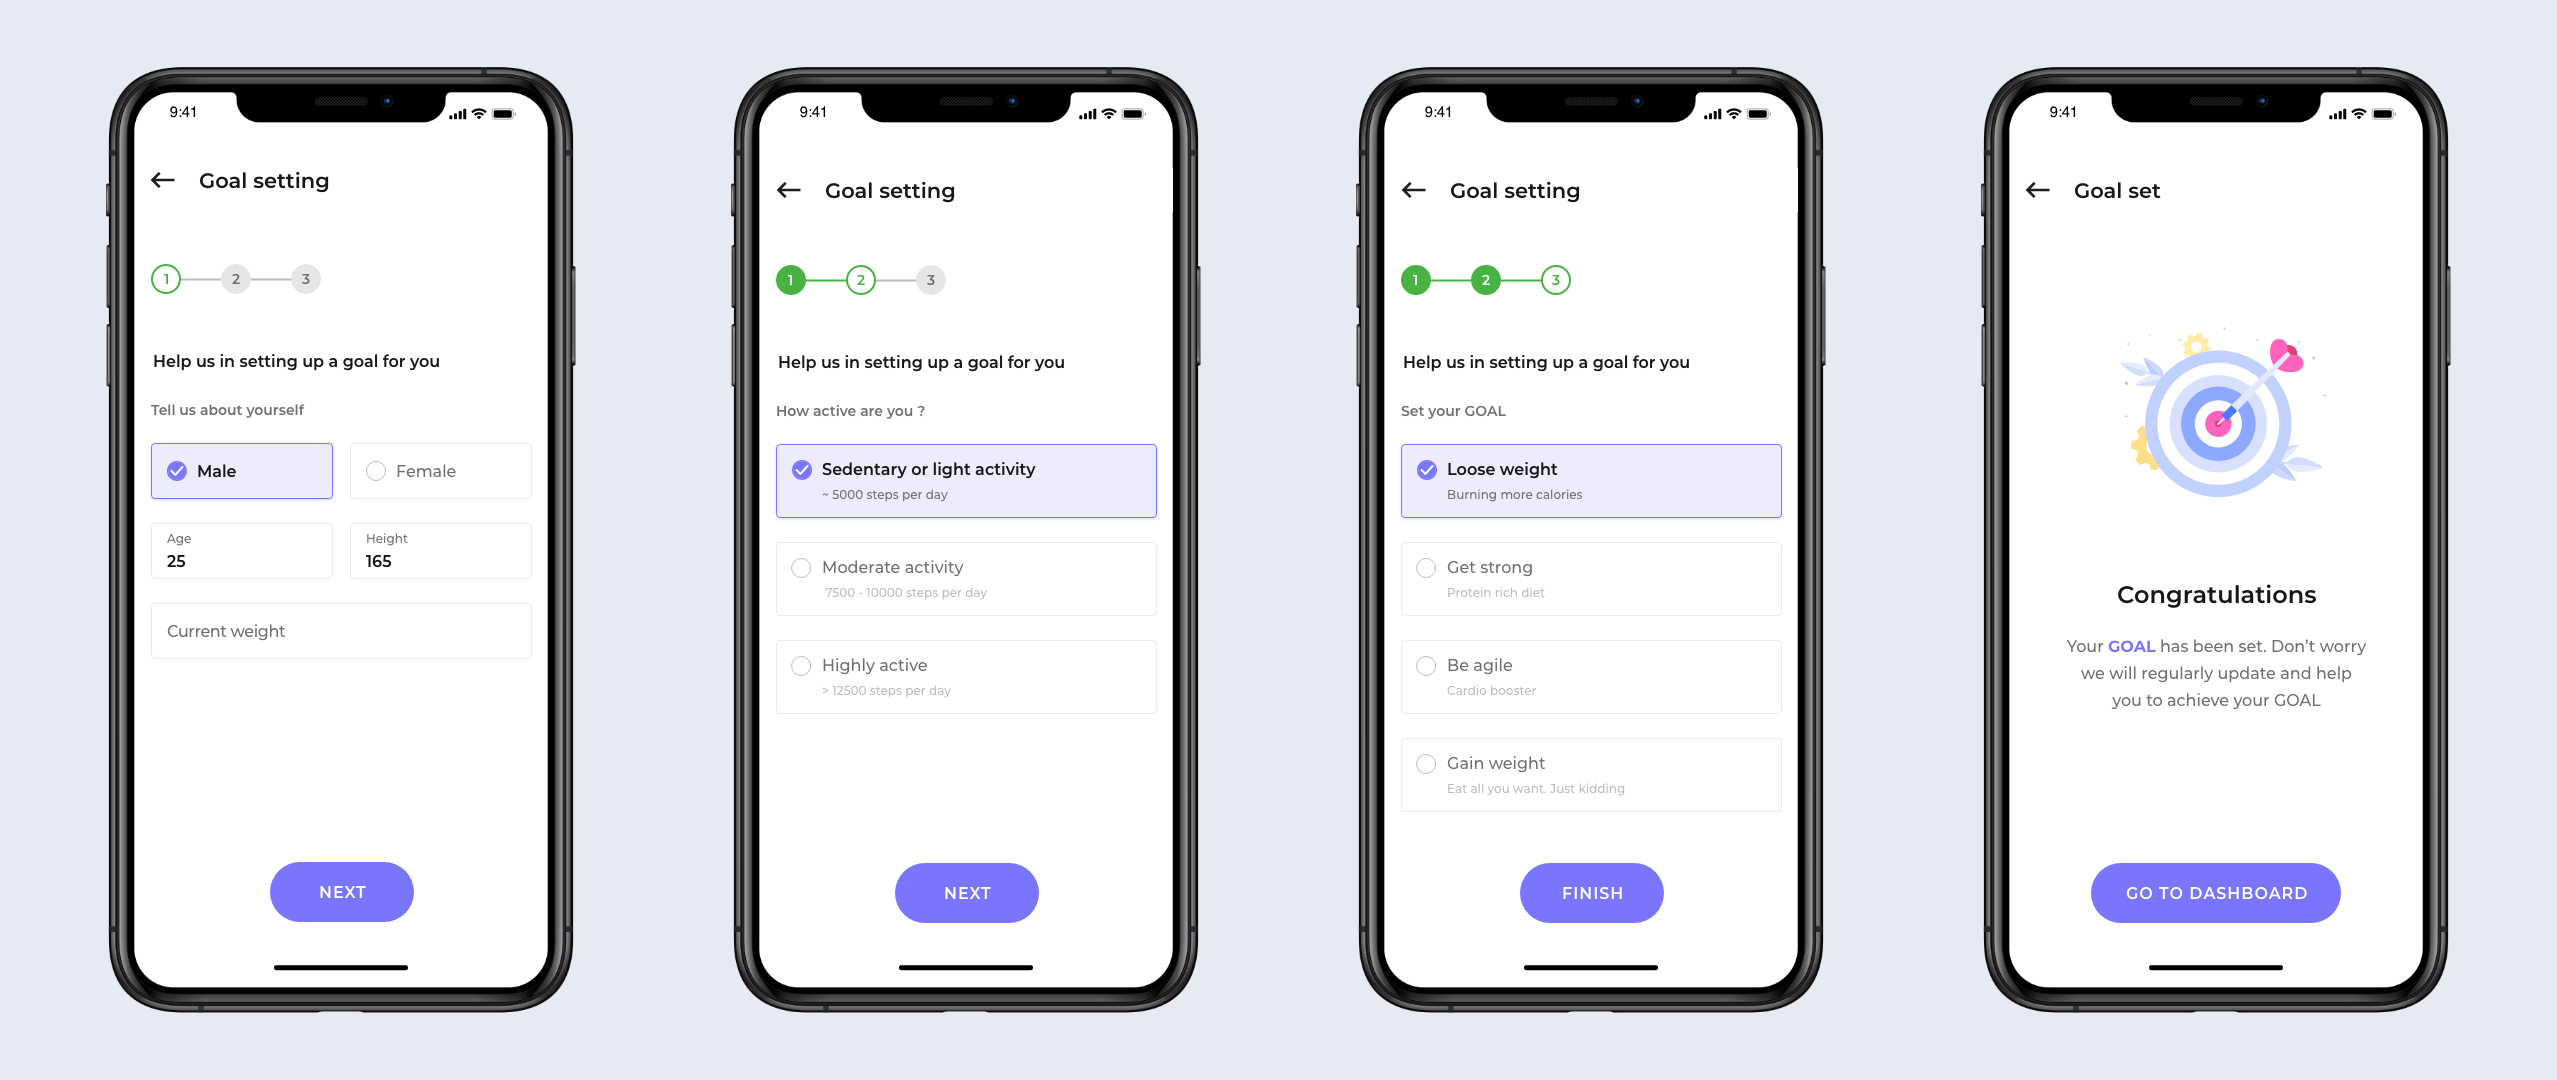 9:41
Goal setting
1 2 3
Help us in setting up a goal for you
Tell us about yourself
Male
Female
Age
25
Height
165
Current weight
NEXT
9:41
Goal setting
1 2 3
Help us in setting up a goal for you
How active are you ?
Sedentary or light activity
~ 5000 steps per day
Moderate activity
7500 - 10000 steps per day
Highly active
> 12500 steps per day
NEXT
9:41
Goal setting
1 2 3
Help us in setting up a goal for you
Set your GOAL
Loose weight
Burning more calories
Get strong
Protein rich diet
Be agile
Cardio booster
Gain weight
Eat all you want. Just kidding
FINISH
9:41
Goal set
Congratulations
Your GOAL has been set. Don’t worry
we will regularly update and help
you to achieve your GOAL
GO TO DASHBOARD